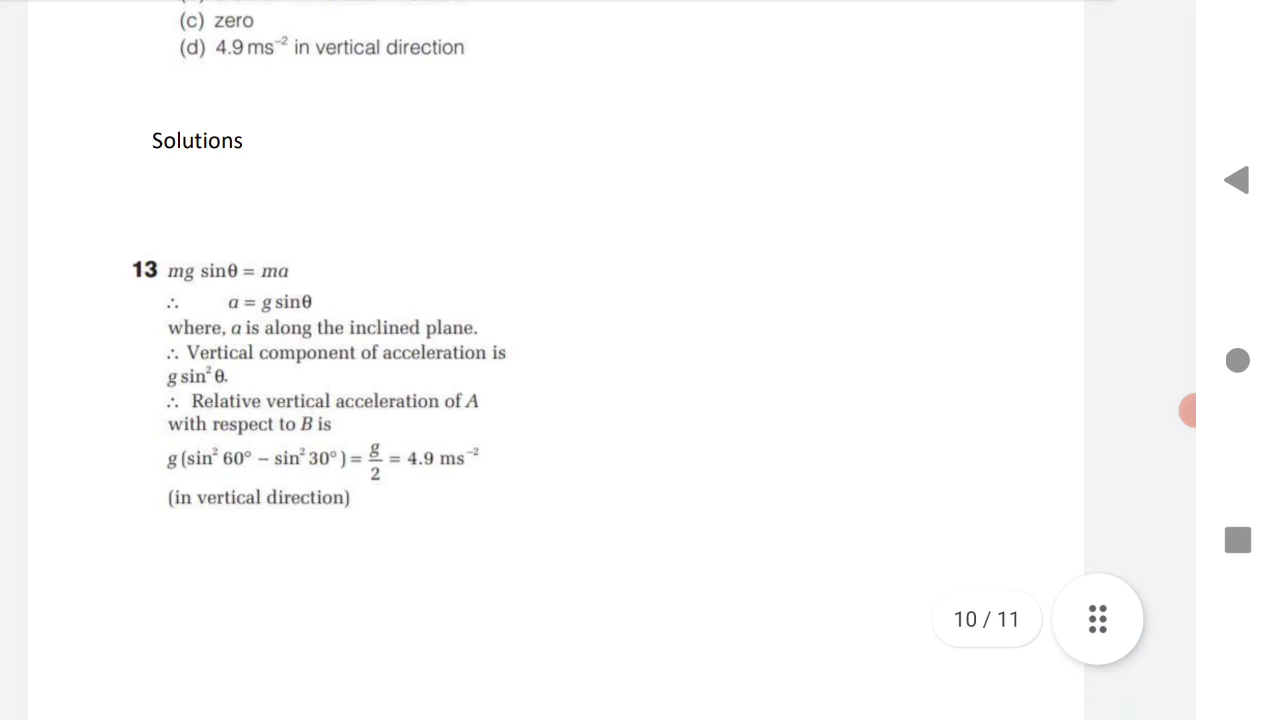 (c) zero
(d) 4.9 ms⁻² in vertical direction
Solutions
13 mg sinθ = ma
∴ a = g sinθ
where, a is along the inclined plane.
∴ Vertical component of acceleration is
g sin² θ.
∴ Relative vertical acceleration of A
with respect to B is
g (sin² 60° – sin² 30°) = g/2 = 4.9 ms⁻²
(in vertical direction)
10 / 11